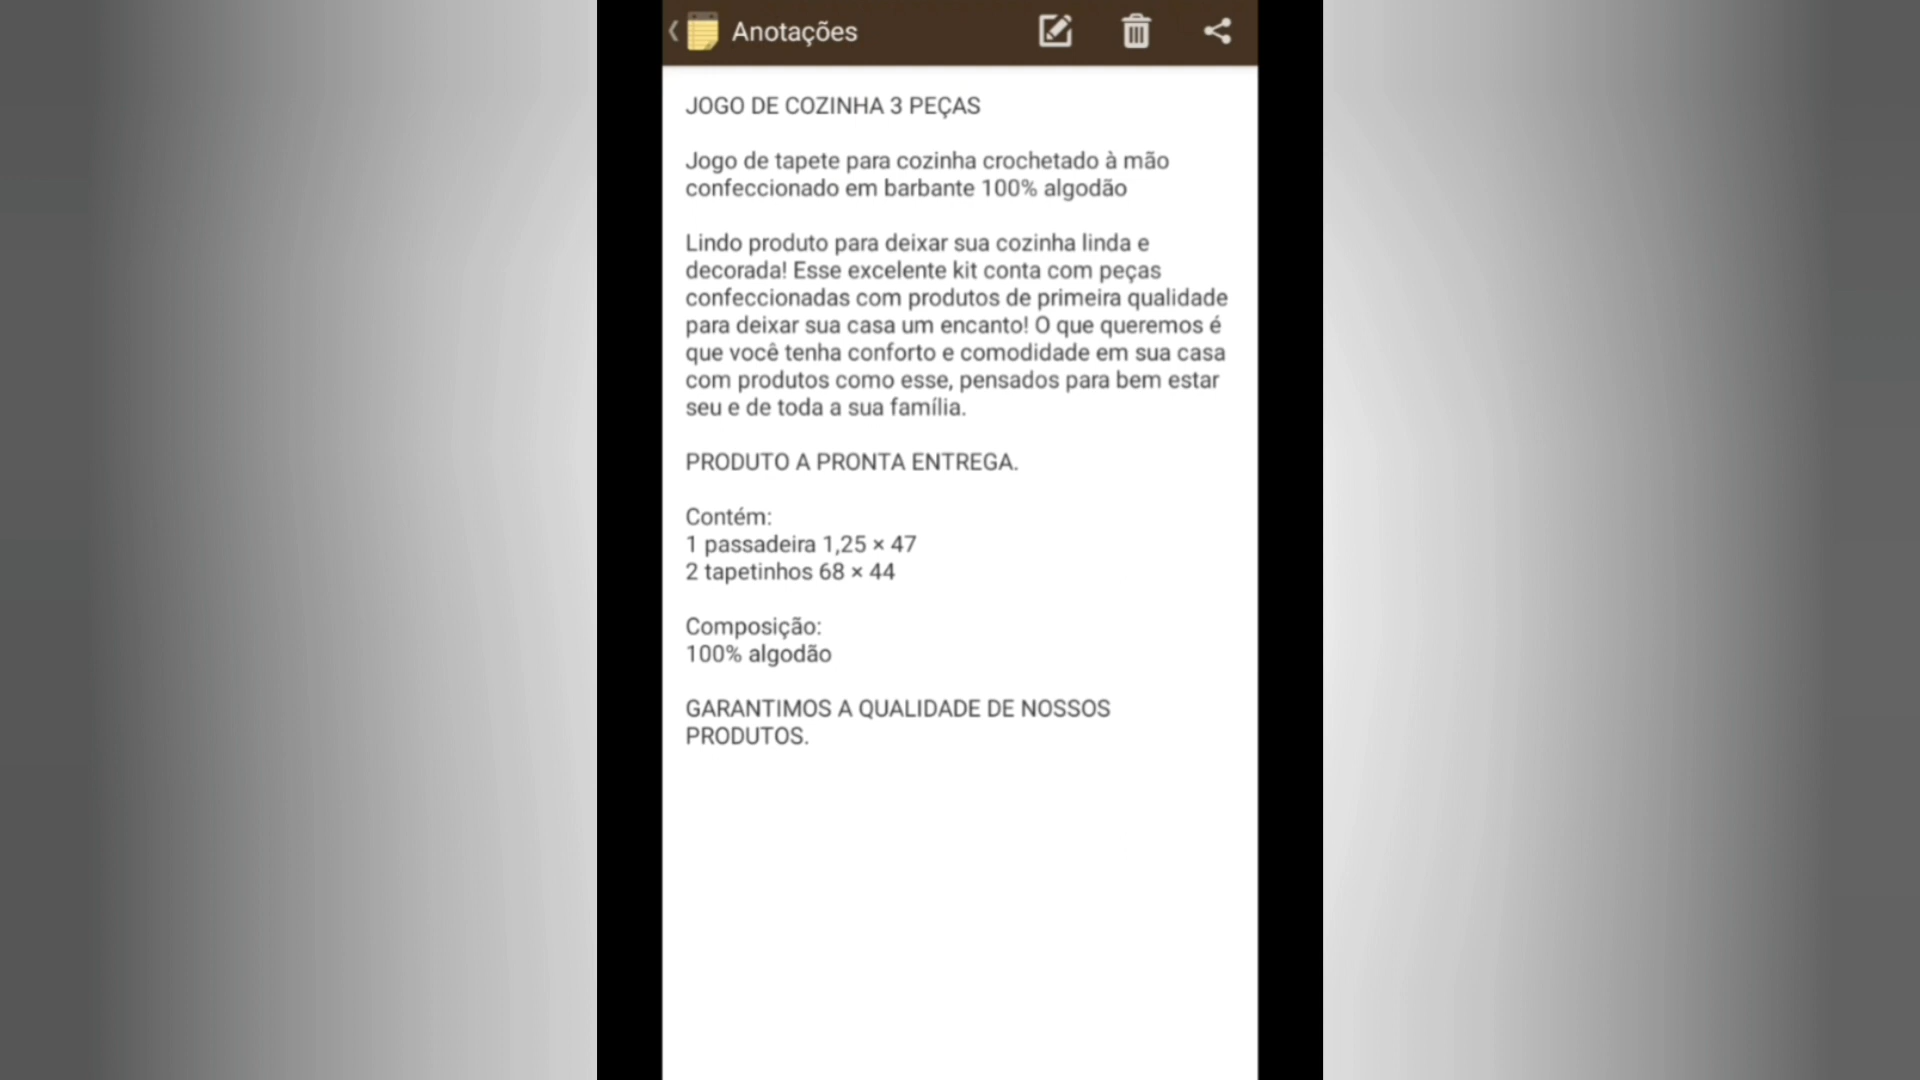 Anotações
JOGO DE COZINHA 3 PEÇAS
Jogo de tapete para cozinha crochetado à mão
confeccionado em barbante 100% algodão
Lindo produto para deixar sua cozinha linda e
decorada! Esse excelente kit conta com peças
confeccionadas com produtos de primeira qualidade
para deixar sua casa um encanto! O que queremos é
que você tenha conforto e comodidade em sua casa
com produtos como esse, pensados para bem estar
seu e de toda a sua família.
PRODUTO A PRONTA ENTREGA.
Contém:
1 passadeira 1,25 × 47
2 tapetinhos 68 × 44
Composição:
100% algodão
GARANTIMOS A QUALIDADE DE NOSSOS
PRODUTOS.